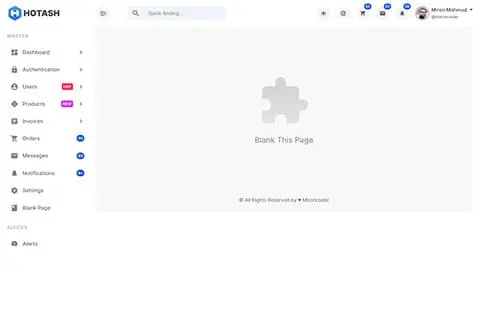 HOTASH
Quick finding...
Miron Mahmud
@mironcoder
MASTER
Dashboard
Authentication
Users HOT
Products NEW
Invoices
Orders
Messages
Notifications
Settings
Blank Page
BLOCKS
Alerts
Blank This Page
© All Rights Reserved by ♥ Mironcoder